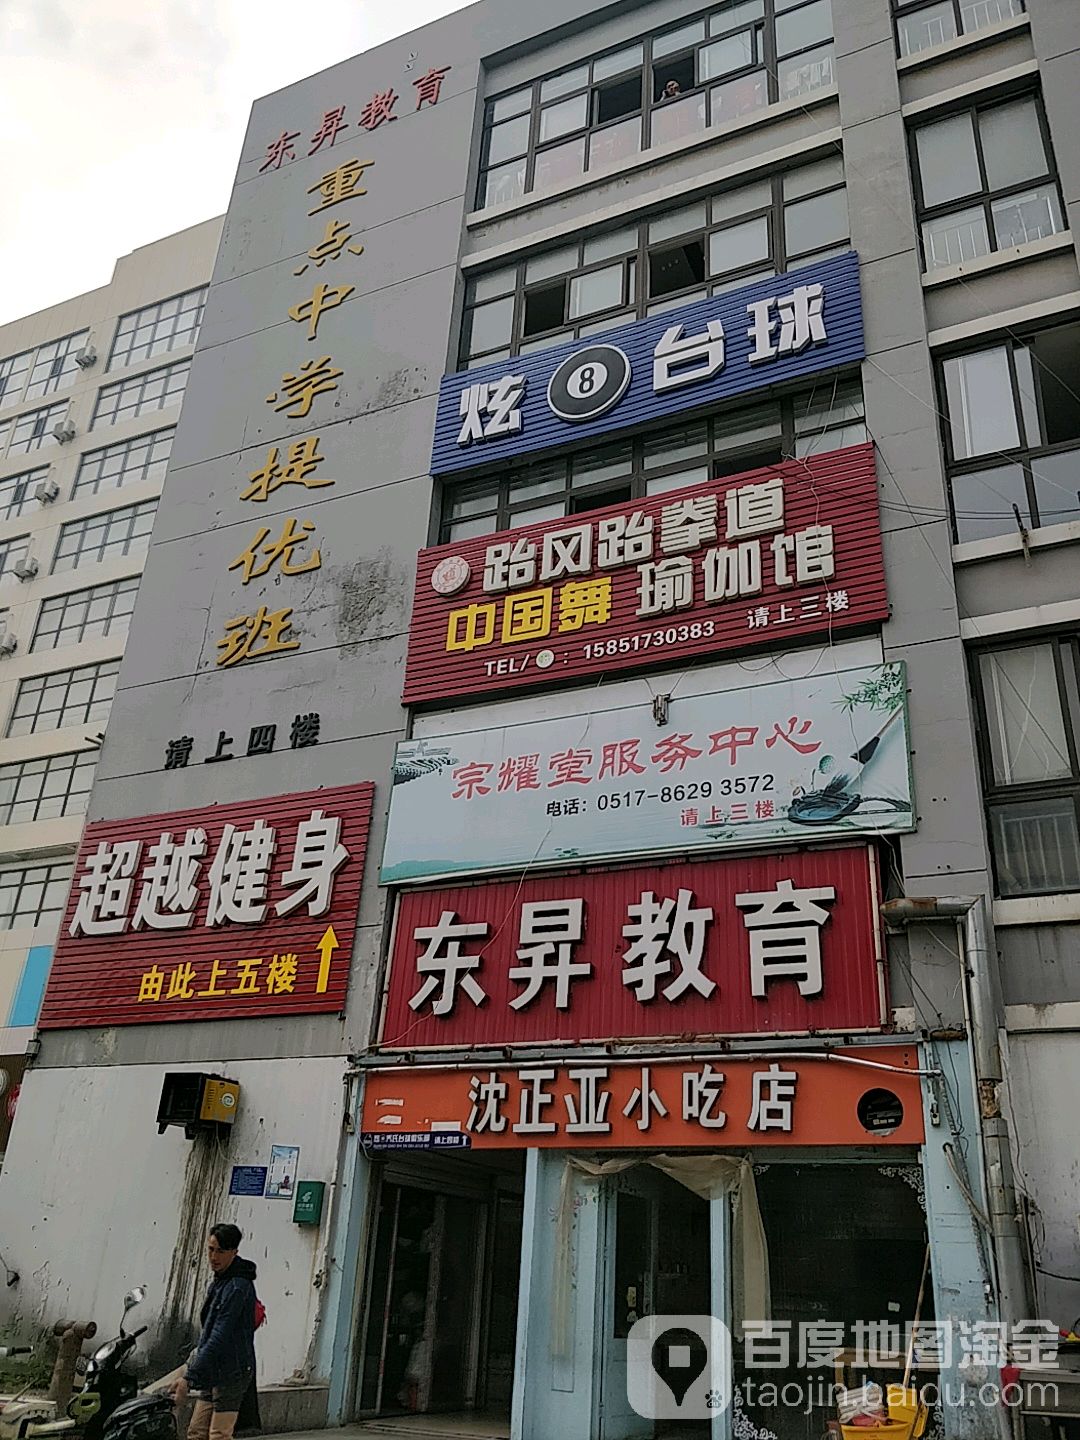 东昇教育
重点中学提优班
请上四楼
炫8台球
跆风跆拳道
中国舞 瑜伽馆
TEL/ : 15851730383 请上三楼
宗耀堂服务中心
电话：0517-8629 3572
请上三楼
超越健身
由此上五楼
东昇教育
沈正亚小吃店
请上四楼
百度地图淘金
taojin.baidu.com